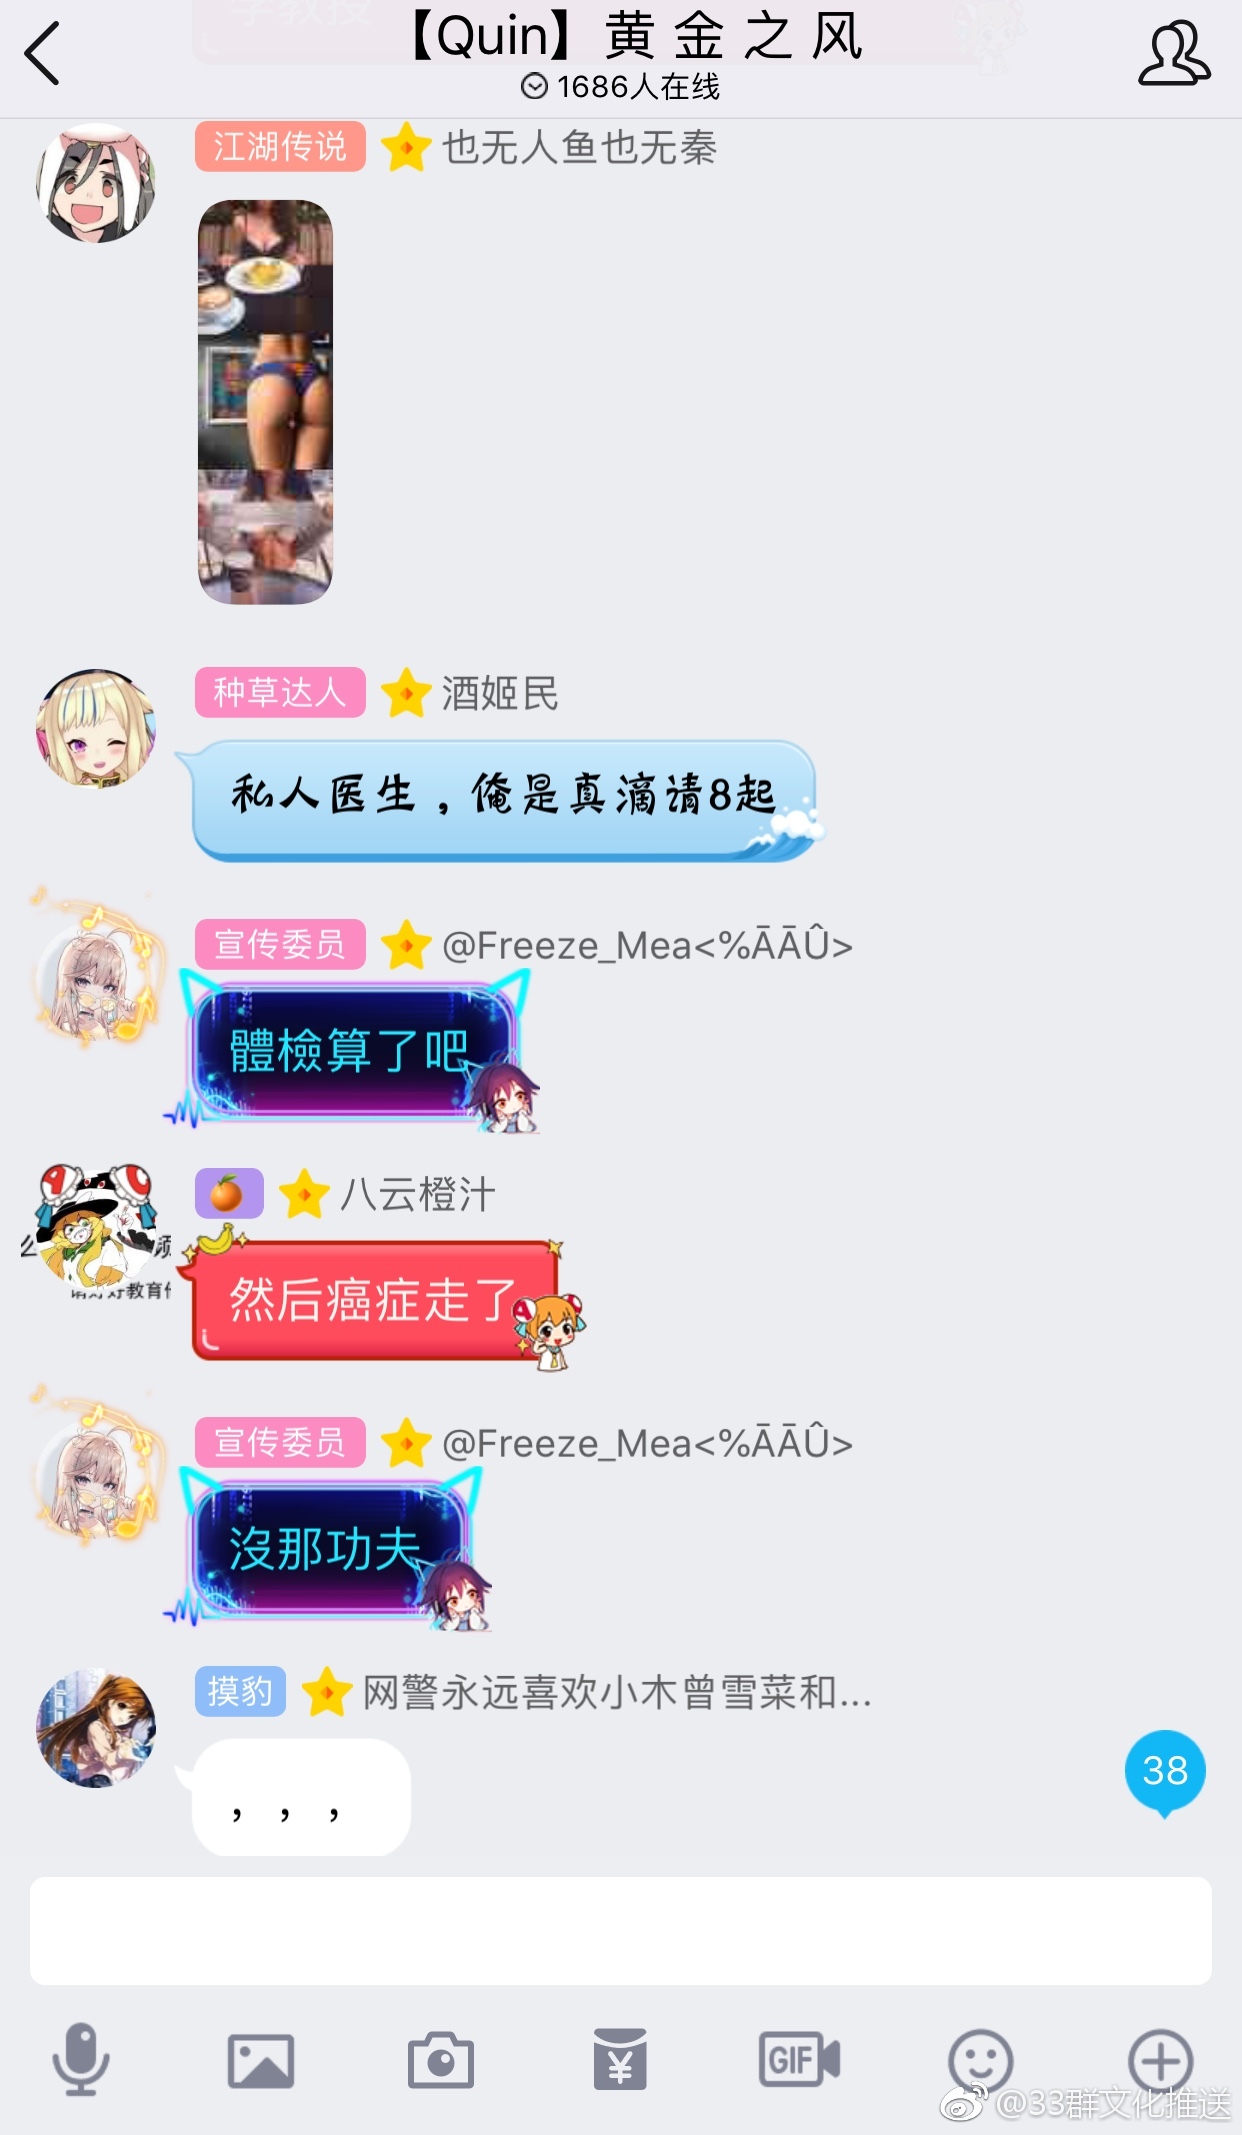 【Quin】黄 金 之 风
1686人在线
江湖传说 也无人鱼也无秦
种草达人 酒姬民
私人医生，俺是真滴请8起
宣传委员 @Freeze_Mea<%ĀĀÛ>
體檢算了吧
八云橙汁
然后癌症走了
宣传委员 @Freeze_Mea<%ĀĀÛ>
沒那功夫
摸豹 网警永远喜欢小木曾雪菜和...
，，，
38
GIF
@33群文化推送